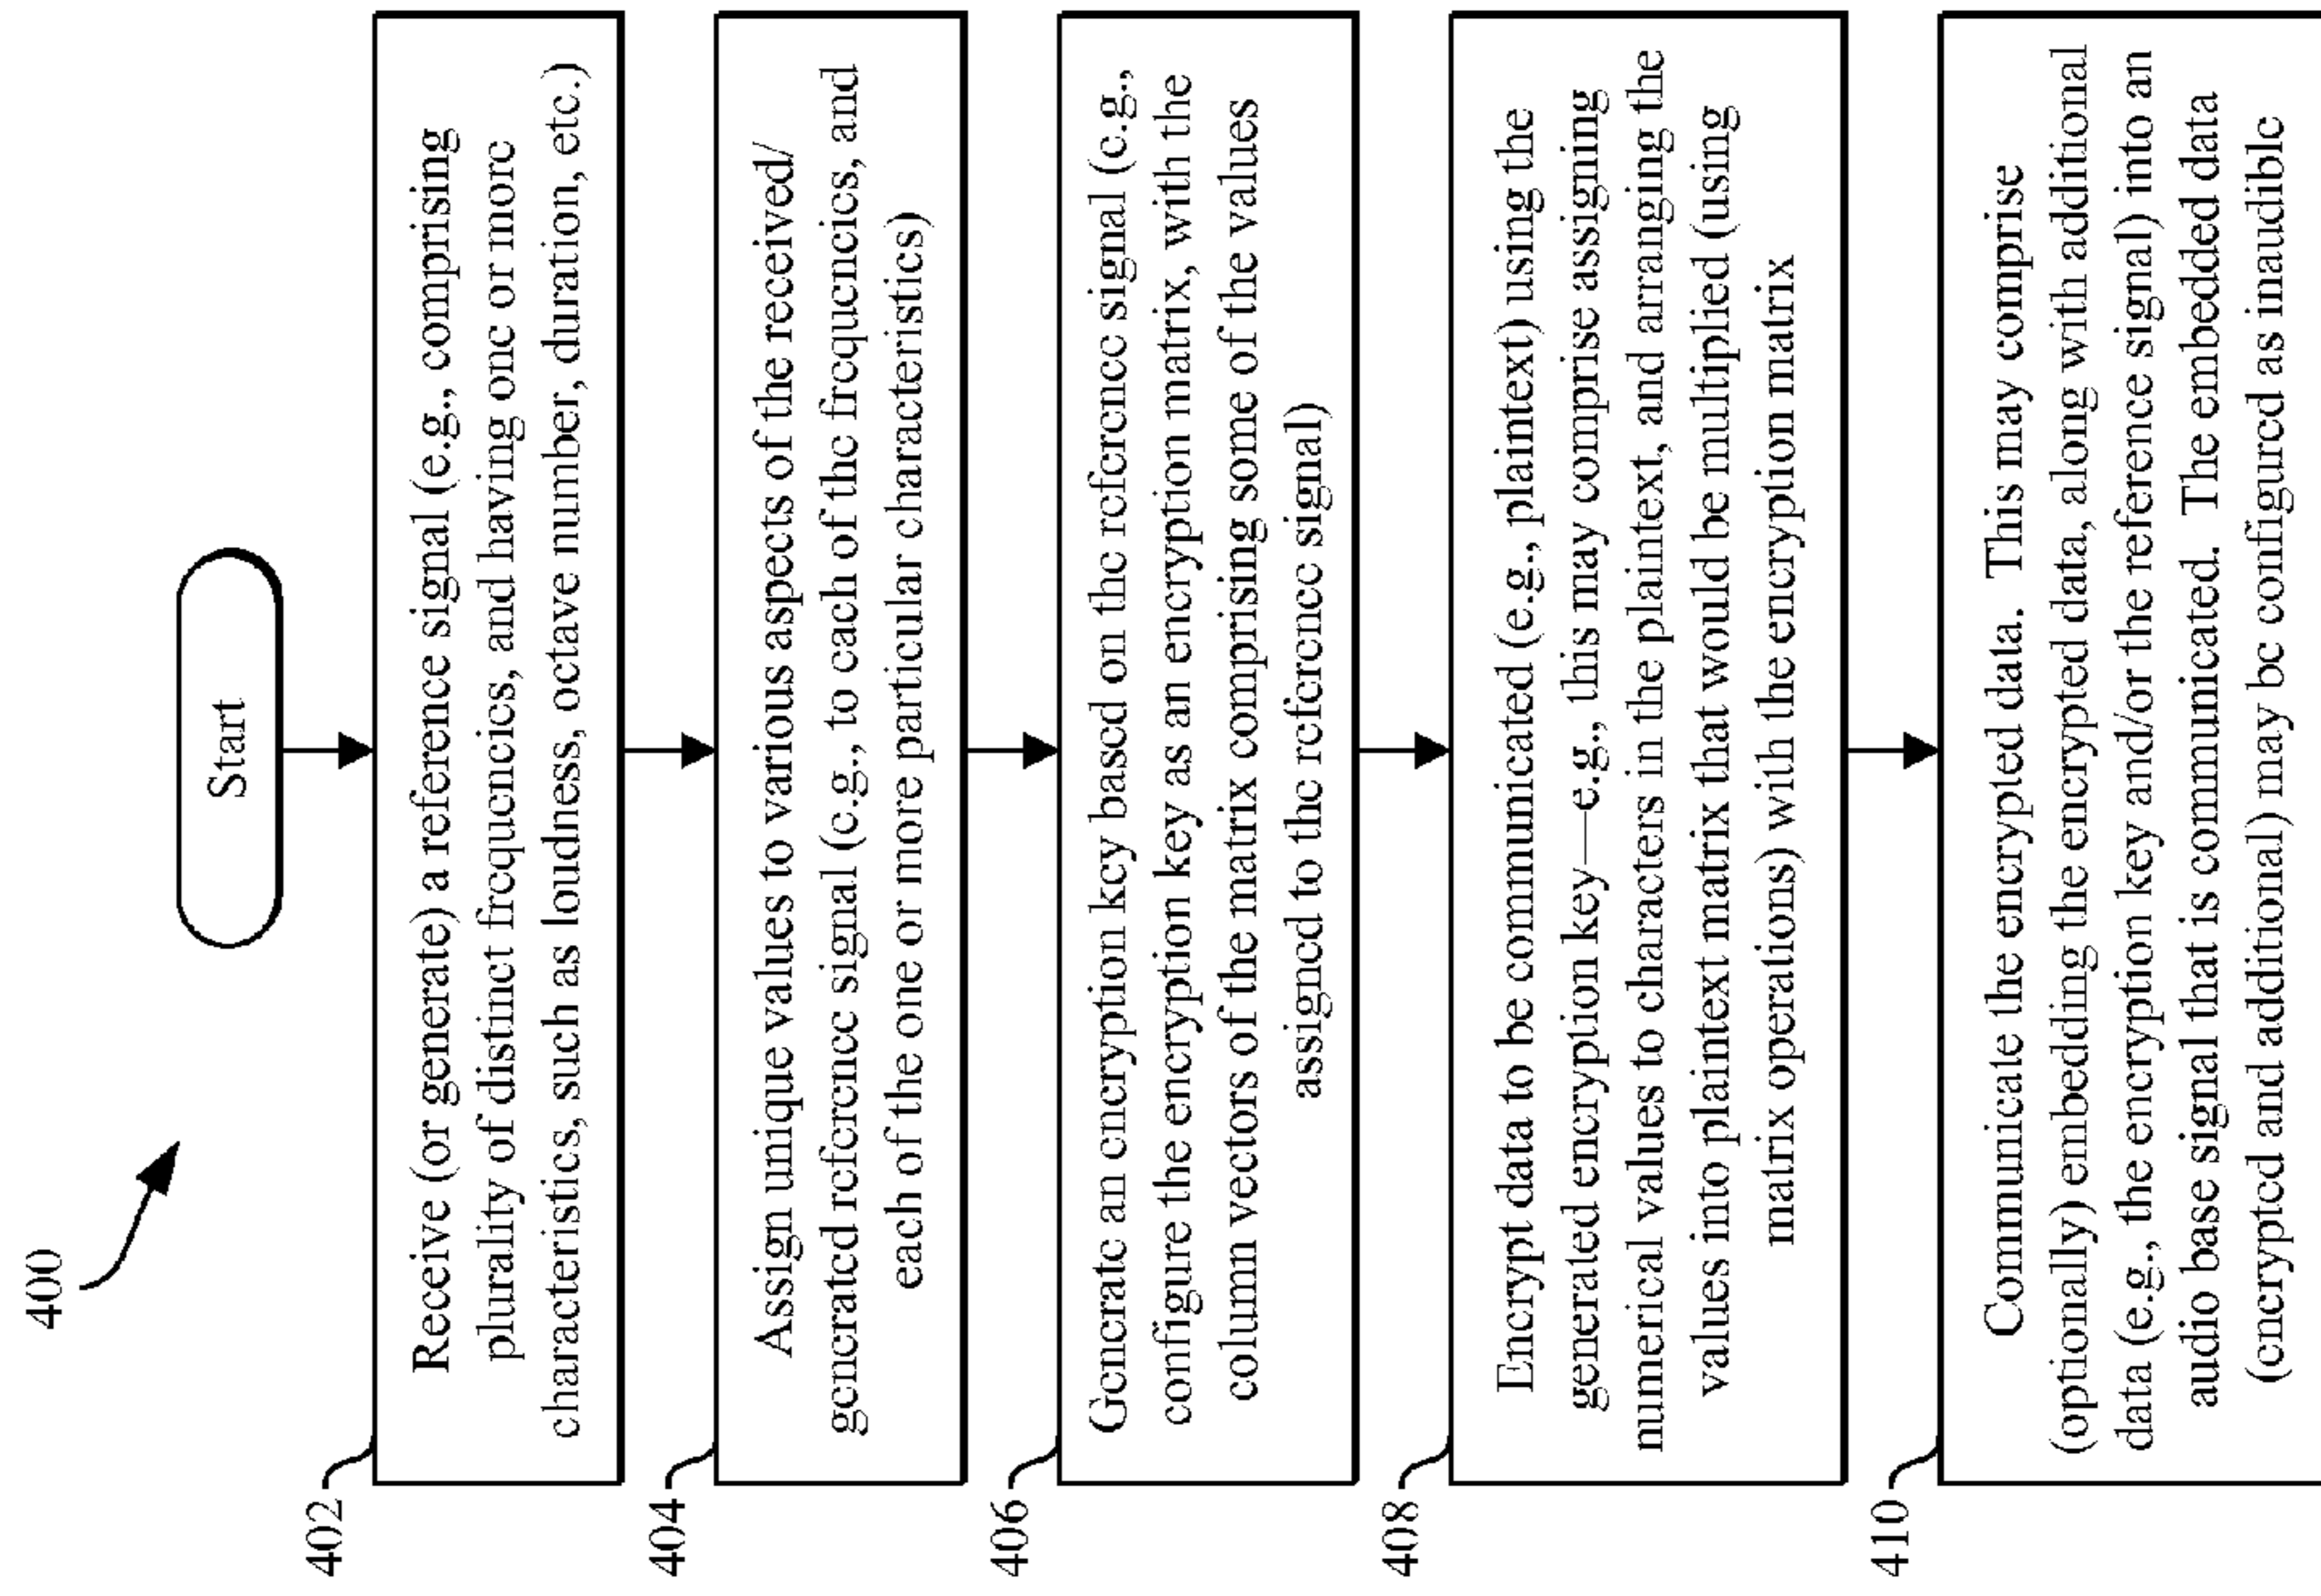 400
Start
402
Receive (or generate) a reference signal (e.g., comprising
plurality of distinct frequencies, and having one or more
characteristics, such as loudness, octave number, duration, etc.)
404
Assign unique values to various aspects of the received/
generated reference signal (e.g., to each of the frequencies, and
each of the one or more particular characteristics)
406
Generate an encryption key based on the reference signal (e.g.,
configure the encryption key as an encryption matrix, with the
column vectors of the matrix comprising some of the values
assigned to the reference signal)
408
Encrypt data to be communicated (e.g., plaintext) using the
generated encryption key—e.g., this may comprise assigning
numerical values to characters in the plaintext, and arranging the
values into plaintext matrix that would be multiplied (using
matrix operations) with the encryption matrix
410
Communicate the encrypted data. This may comprise
(optionally) embedding the encrypted data, along with additional
data (e.g., the encryption key and/or the reference signal) into an
audio base signal that is communicated. The embedded data
(encrypted and additional) may be configured as inaudible